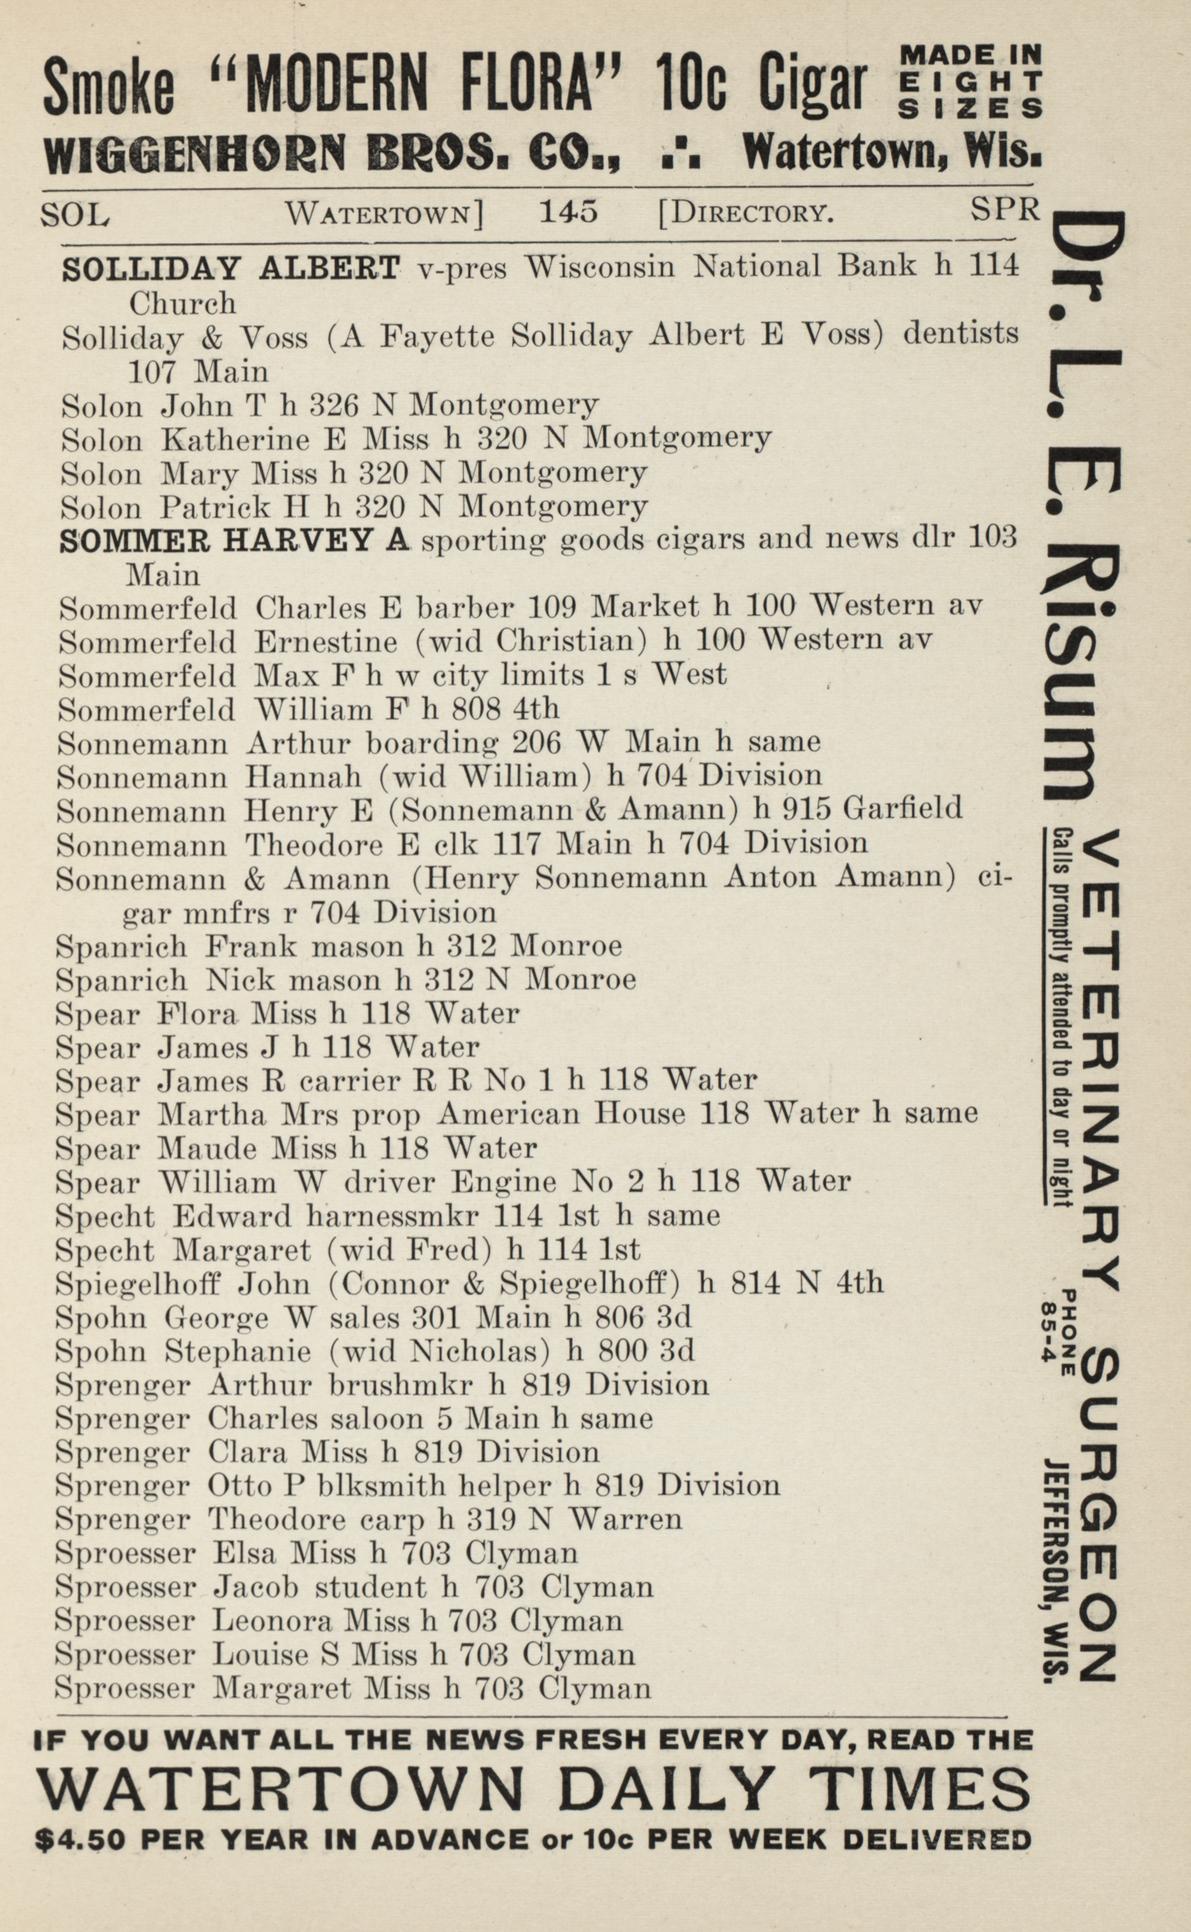 Smoke "MODERN FLORA" 10c Cigar MADE IN EIGHT SIZES
WIGGENHORN BROS. CO., ∴ Watertown, Wis.
SOL WATERTOWN] 145 [DIRECTORY. SPR
SOLLIDAY ALBERT v-pres Wisconsin National Bank h 114
Church
Solliday & Voss (A Fayette Solliday Albert E Voss) dentists
107 Main
Solon John T h 326 N Montgomery
Solon Katherine E Miss h 320 N Montgomery
Solon Mary Miss h 320 N Montgomery
Solon Patrick H h 320 N Montgomery
SOMMER HARVEY A sporting goods cigars and news dlr 103
Main
Sommerfeld Charles E barber 109 Market h 100 Western av
Sommerfeld Ernestine (wid Christian) h 100 Western av
Sommerfeld Max F h w city limits 1 s West
Sommerfeld William F h 808 4th
Sonnemann Arthur boarding 206 W Main h same
Sonnemann Hannah (wid William) h 704 Division
Sonnemann Henry E (Sonnemann & Amann) h 915 Garfield
Sonnemann Theodore E clk 117 Main h 704 Division
Sonnemann & Amann (Henry Sonnemann Anton Amann) ci-
gar mnfrs r 704 Division
Spanrich Frank mason h 312 Monroe
Spanrich Nick mason h 312 N Monroe
Spear Flora Miss h 118 Water
Spear James J h 118 Water
Spear James R carrier R R No 1 h 118 Water
Spear Martha Mrs prop American House 118 Water h same
Spear Maude Miss h 118 Water
Spear William W driver Engine No 2 h 118 Water
Specht Edward harnessmkr 114 1st h same
Specht Margaret (wid Fred) h 114 1st
Spiegelhoff John (Connor & Spiegelhoff) h 814 N 4th
Spohn George W sales 301 Main h 806 3d
Spohn Stephanie (wid Nicholas) h 800 3d
Sprenger Arthur brushmkr h 819 Division
Sprenger Charles saloon 5 Main h same
Sprenger Clara Miss h 819 Division
Sprenger Otto P blksmith helper h 819 Division
Sprenger Theodore carp h 319 N Warren
Sproesser Elsa Miss h 703 Clyman
Sproesser Jacob student h 703 Clyman
Sproesser Leonora Miss h 703 Clyman
Sproesser Louise S Miss h 703 Clyman
Sproesser Margaret Miss h 703 Clyman
IF YOU WANT ALL THE NEWS FRESH EVERY DAY, READ THE
WATERTOWN DAILY TIMES
$4.50 PER YEAR IN ADVANCE or 10c PER WEEK DELIVERED
Dr. L. E. Risum VETERINARY SURGEON
Calls promptly attended to day or night
PHONE 85-4
JEFFERSON, WIS.